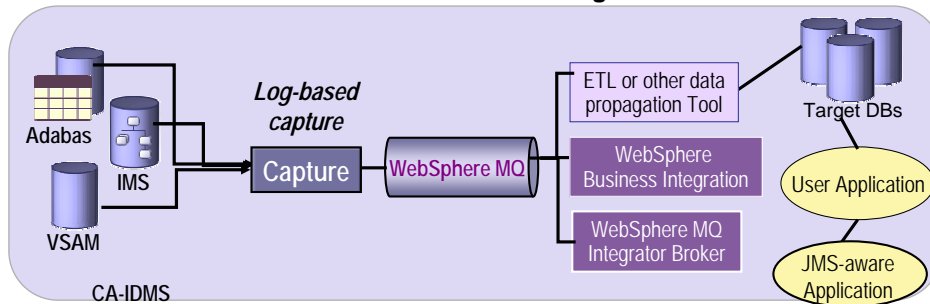 Adabas
IMS
VSAM
CA-IDMS
Log-based
capture
Capture
WebSphere MQ
ETL or other data
propagation Tool
WebSphere
Business Integration
WebSphere MQ
Integrator Broker
Target DBs
User Application
JMS-aware
Application